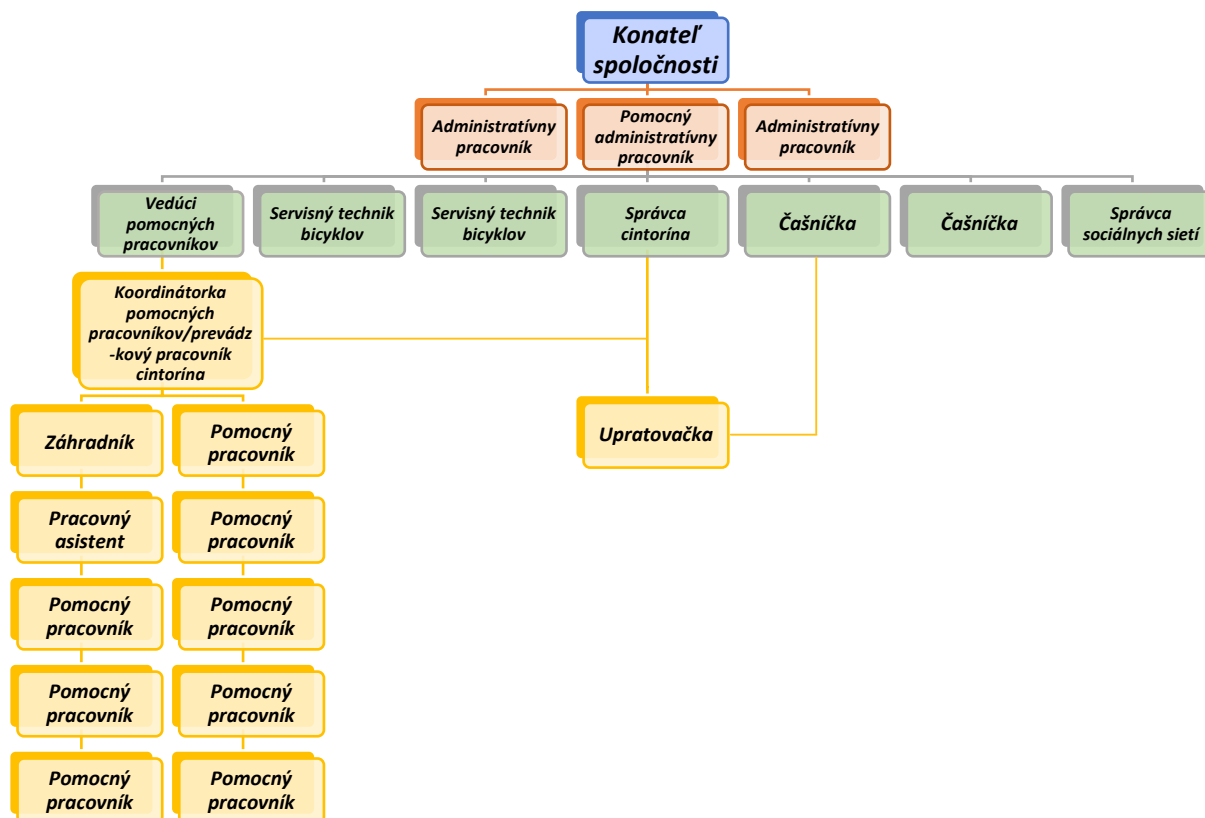 Konateľ
spoločnosti
Administratívny
pracovník
Pomocný
administratívny
pracovník
Administratívny
pracovník
Vedúci
pomocných
pracovníkov
Servisný technik
bicyklov
Servisný technik
bicyklov
Správca
cintorína
Čašníčka
Čašníčka
Správca
sociálnych sietí
Koordinátorka
pomocných
pracovníkov/prevádz
-kový pracovník
cintorína
Záhradník
Pomocný
pracovník
Upratovačka
Pracovný
asistent
Pomocný
pracovník
Pomocný
pracovník
Pomocný
pracovník
Pomocný
pracovník
Pomocný
pracovník
Pomocný
pracovník
Pomocný
pracovník